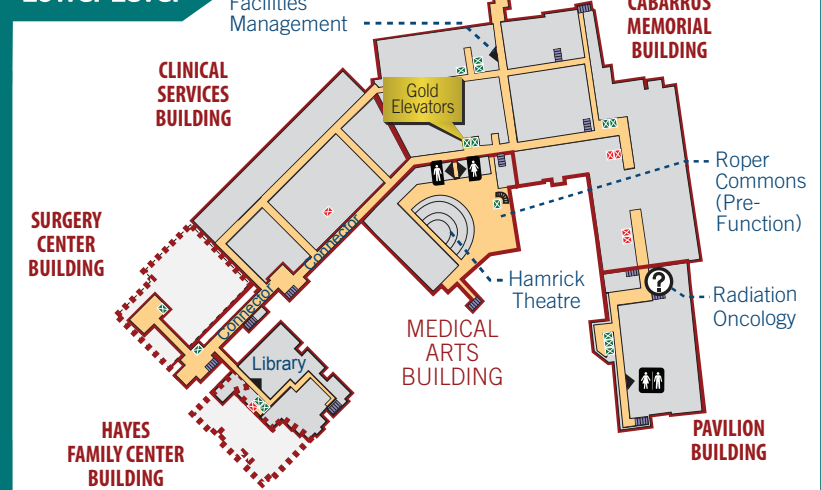 Lower Level
Facilities
Management
CABARRUS
MEMORIAL
BUILDING
CLINICAL
SERVICES
BUILDING
Gold
Elevators
Roper
Commons
(Pre-
Function)
SURGERY
CENTER
BUILDING
Connector
Connector
Hamrick
Theatre
?
Radiation
Oncology
MEDICAL
ARTS
BUILDING
Library
HAYES
FAMILY CENTER
BUILDING
PAVILION
BUILDING